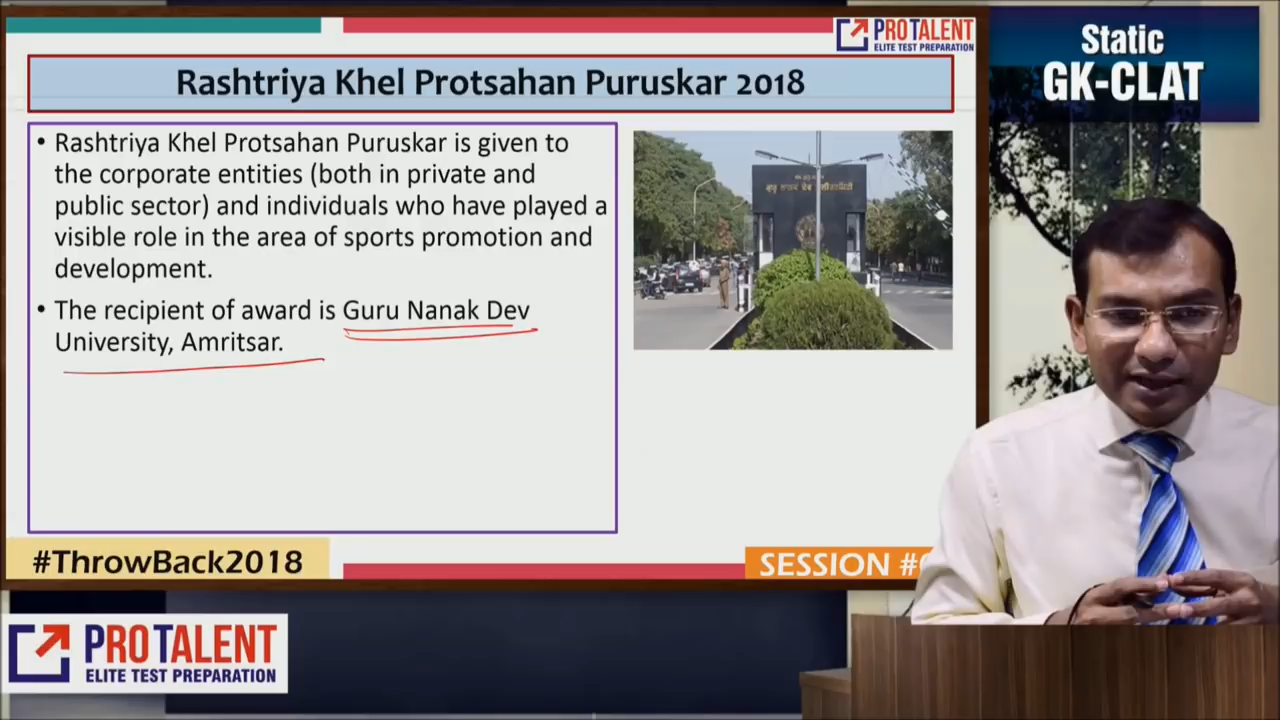 PROTALENT
ELITE TEST PREPARATION
Static
GK-CLAT
Rashtriya Khel Protsahan Puruskar 2018
• Rashtriya Khel Protsahan Puruskar is given to
the corporate entities (both in private and
public sector) and individuals who have played a
visible role in the area of sports promotion and
development.
• The recipient of award is Guru Nanak Dev
University, Amritsar.
#ThrowBack2018
SESSION #
PROTALENT
ELITE TEST PREPARATION